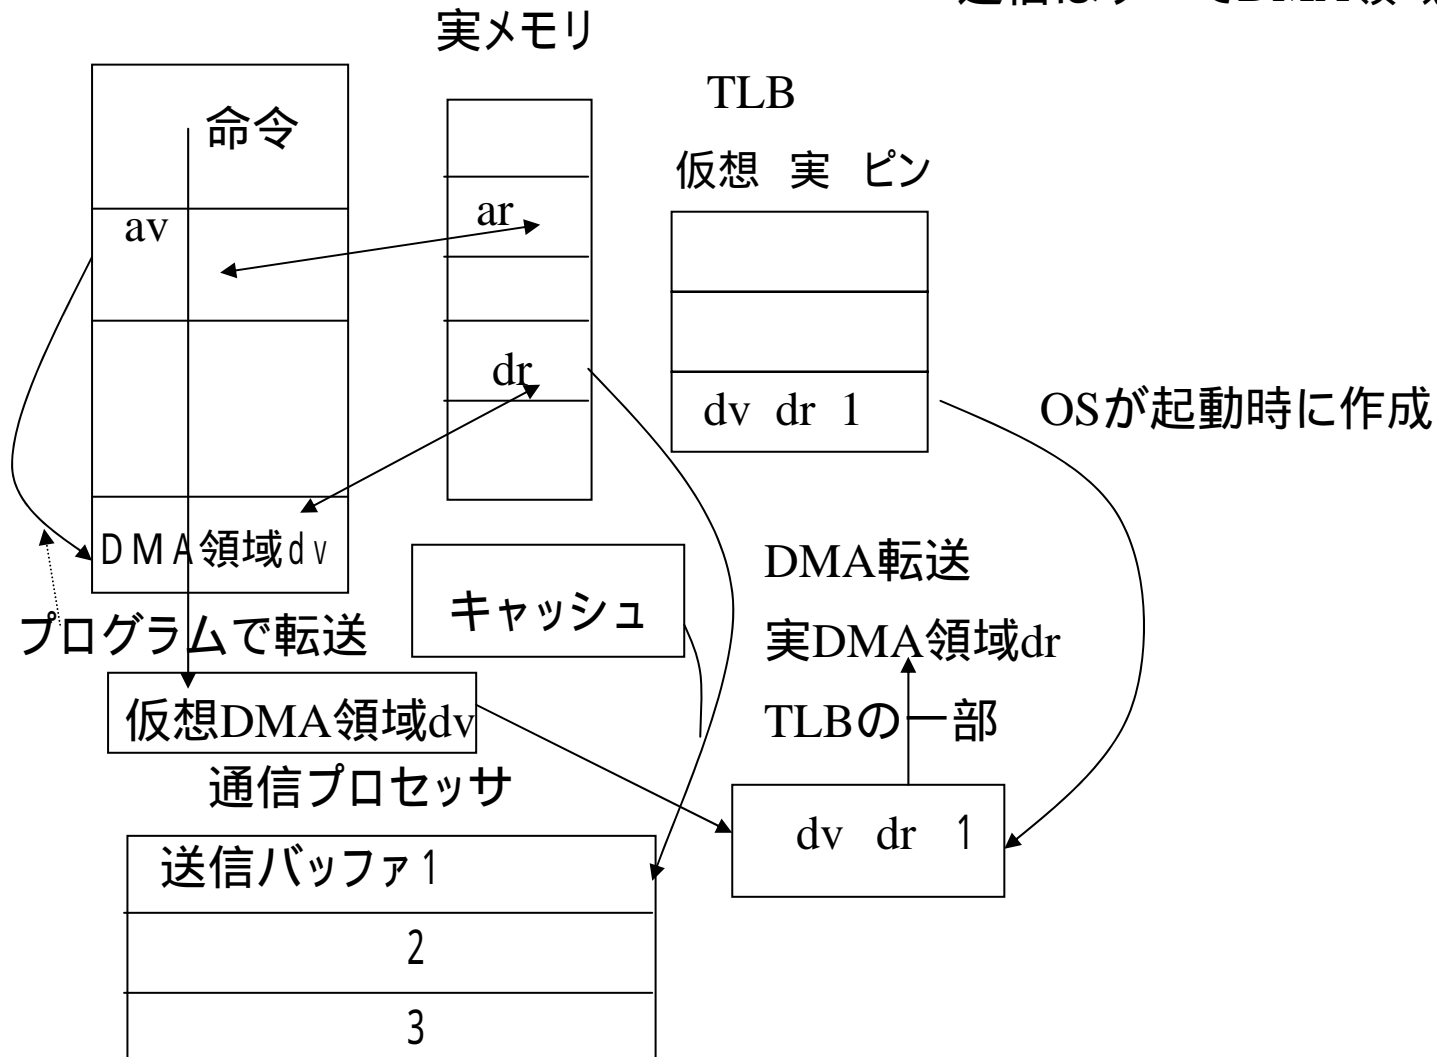 実メモリ
TLB
命令
仮想 実 ピン
av
ar
dr
dv dr 1
OSが起動時に作成
DMA領域dv
DMA転送
キャッシュ
プログラムで転送
実DMA領域dr
仮想DMA領域dv
TLBの一部
通信プロセッサ
dv dr 1
送信バッファ1
2
3